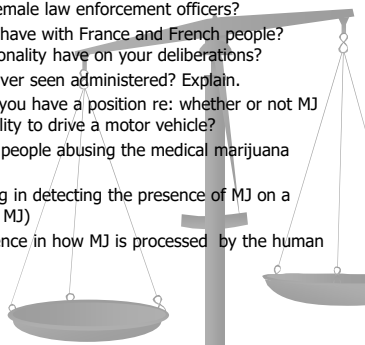 emale law enforcement officers?
have with France and French people?
onality have on your deliberations?
ver seen administered? Explain.
you have a position re: whether or not MJ
lity to drive a motor vehicle?
people abusing the medical marijuana
g in detecting the presence of MJ on a
MJ)
ence in how MJ is processed by the human